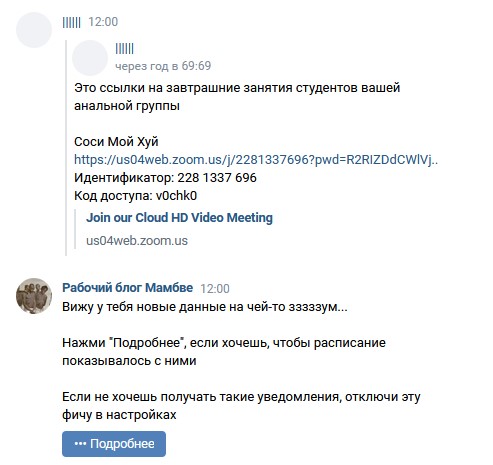 |||||| 12:00
||||||
через год в 69:69
Это ссылки на завтрашние занятия студентов вашей
анальной группы
Соси Мой Хуй
https://us04web.zoom.us/j/2281337696?pwd=R2RIZDdCWlVj..
Идентификатор: 228 1337 696
Код доступа: v0chk0
Join our Cloud HD Video Meeting
us04web.zoom.us
Рабочий блог Мамбве 12:00
Вижу у тебя новые данные на чей-то зззззум...
Нажми "Подробнее", если хочешь, чтобы расписание
показывалось с ними
Если не хочешь получать такие уведомления, отключи эту
фичу в настройках
••• Подробнее